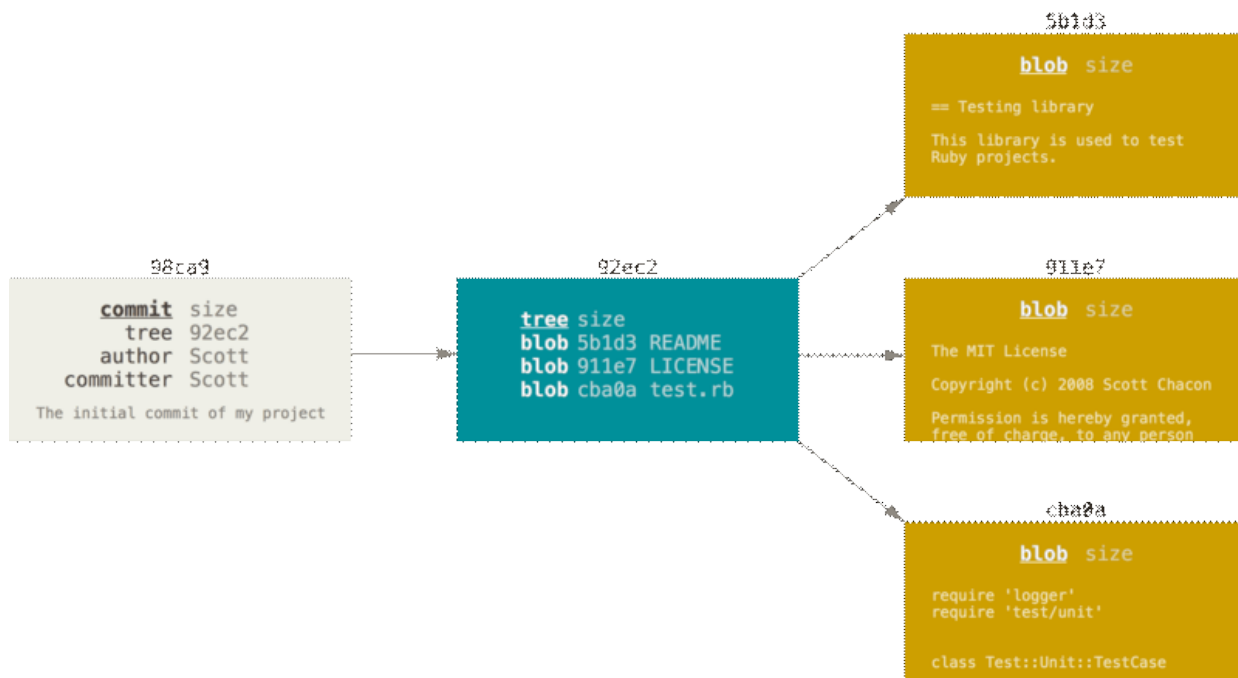 98ca9
commit size
tree 92ec2
author Scott
committer Scott
The initial commit of my project
92ec2
tree size
blob 5b1d3 README
blob 911e7 LICENSE
blob cba0a test.rb
5b1d3
blob size
== Testing library
This library is used to test
Ruby projects.
911e7
blob size
The MIT License
Copyright (c) 2008 Scott Chacon
Permission is hereby granted,
free of charge, to any person
cba0a
blob size
require 'logger'
require 'test/unit'
class Test::Unit::TestCase